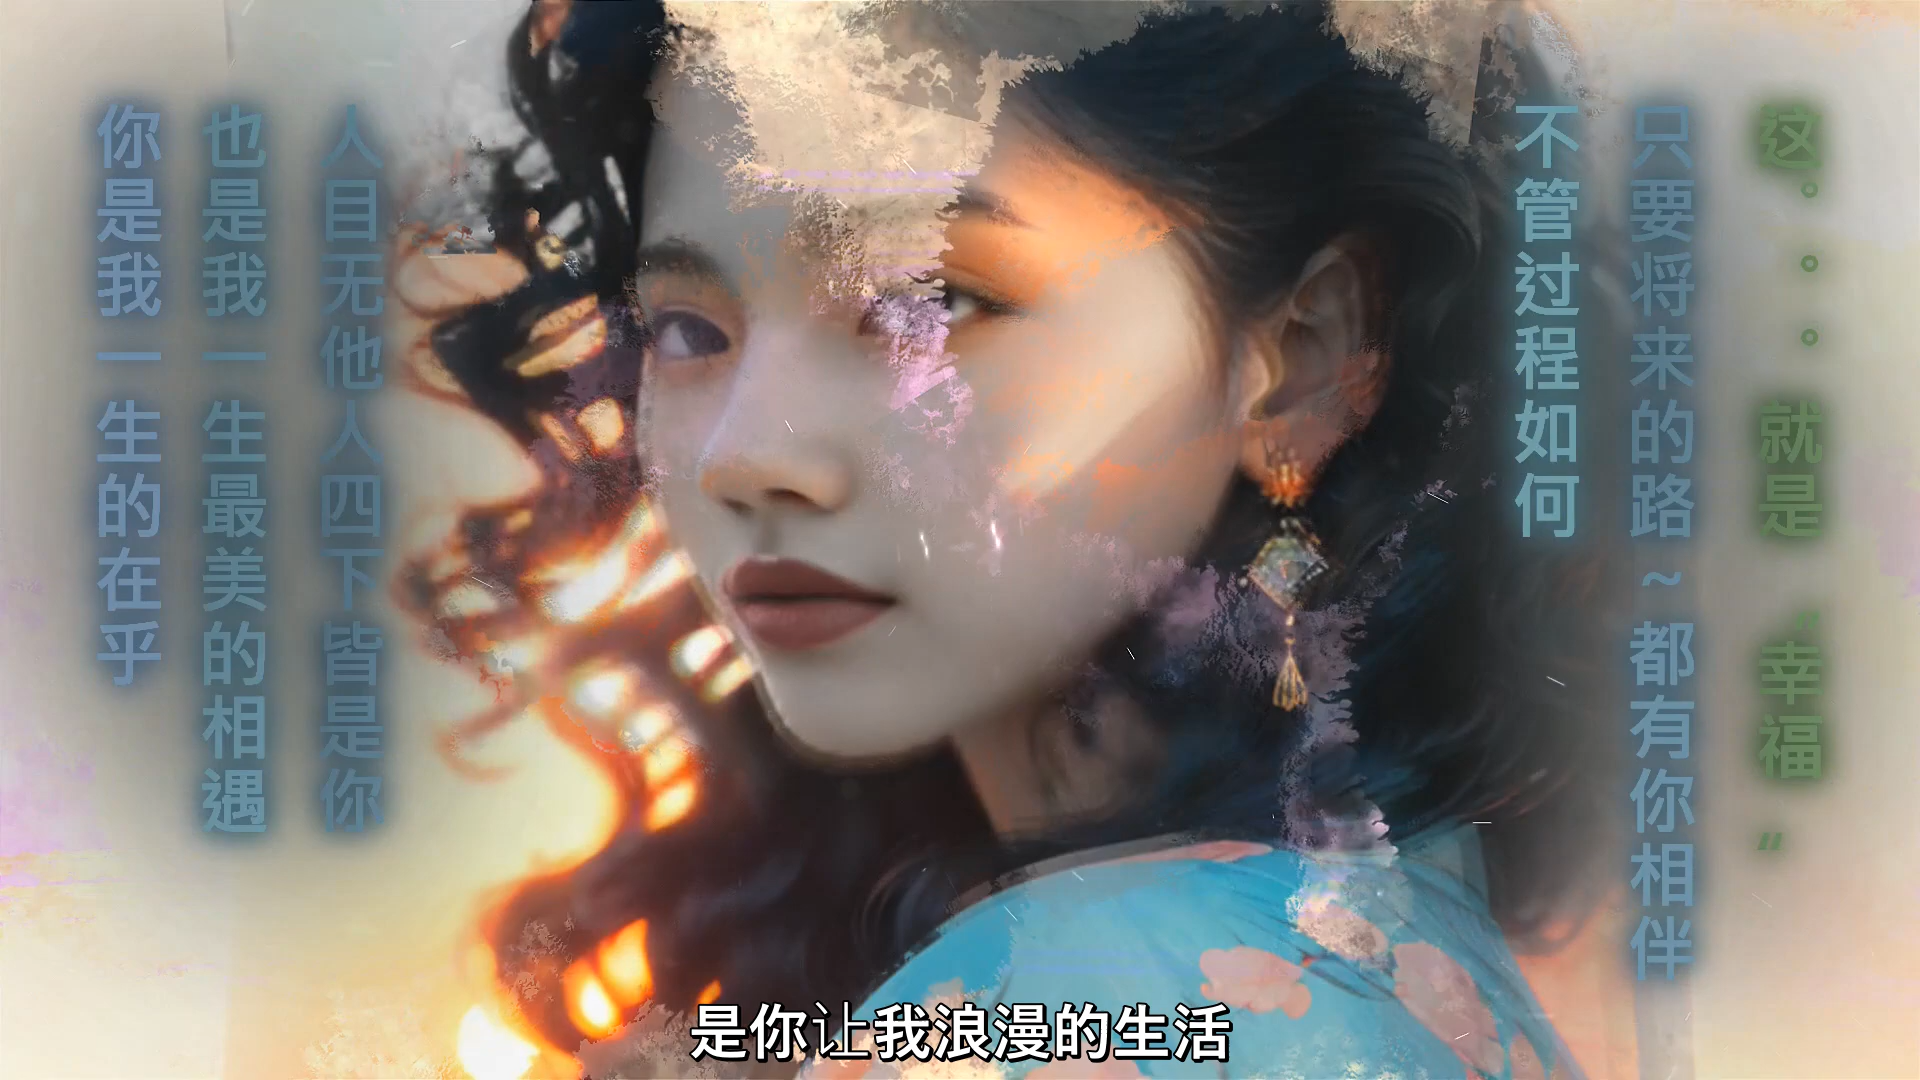 你是我一生的在乎
也是我一生最美的相遇
人目无他人四下皆是你
不管过程如何
只要将来的路~都有你相伴
这。。。就是“幸福”
是你让我浪漫的生活